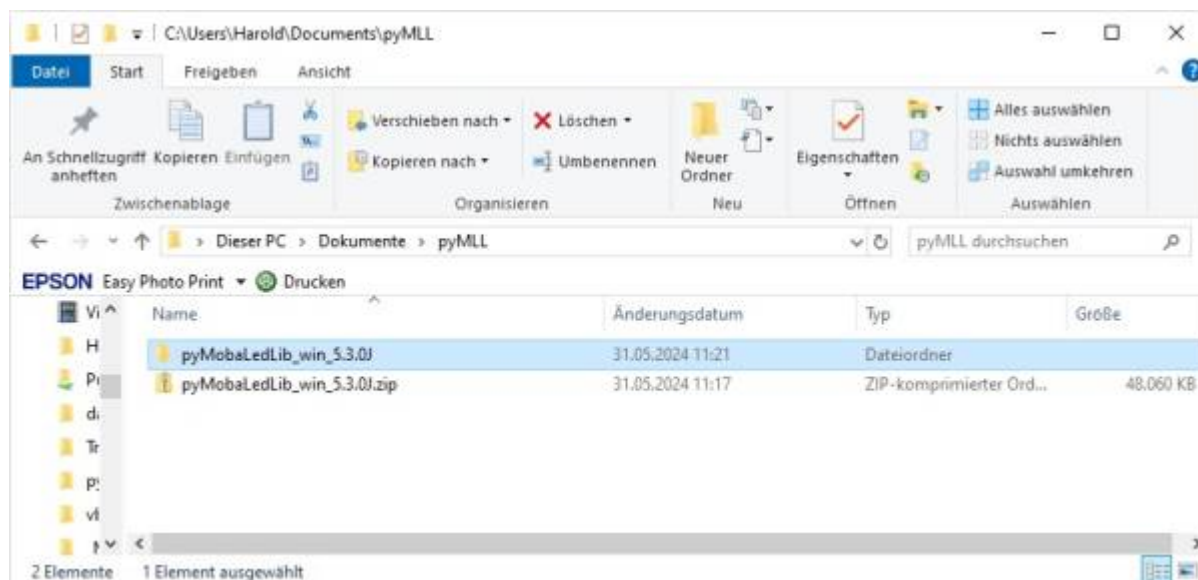 C:\Users\Harold\Documents\pyMLL
Datei Start Freigeben Ansicht
An Schnellzugriff anheften
Kopieren
Einfügen
Verschieben nach
Kopieren nach
Löschen
Umbenennen
Neuer Ordner
Eigenschaften
Alles auswählen
Nichts auswählen
Auswahl umkehren
Zwischenablage Organisieren Neu Öffnen Auswählen
Dieser PC > Dokumente > pyMLL
pyMLL durchsuchen
EPSON Easy Photo Print Drucken
Name Änderungsdatum Typ Größe
pyMobaLedLib_win_5.3.0J 31.05.2024 11:21 Dateiordner
pyMobaLedLib_win_5.3.0J.zip 31.05.2024 11:17 ZIP-komprimierter Ord... 48.060 KB
Vi
H
da
Tr
2 Elemente 1 Element ausgewählt